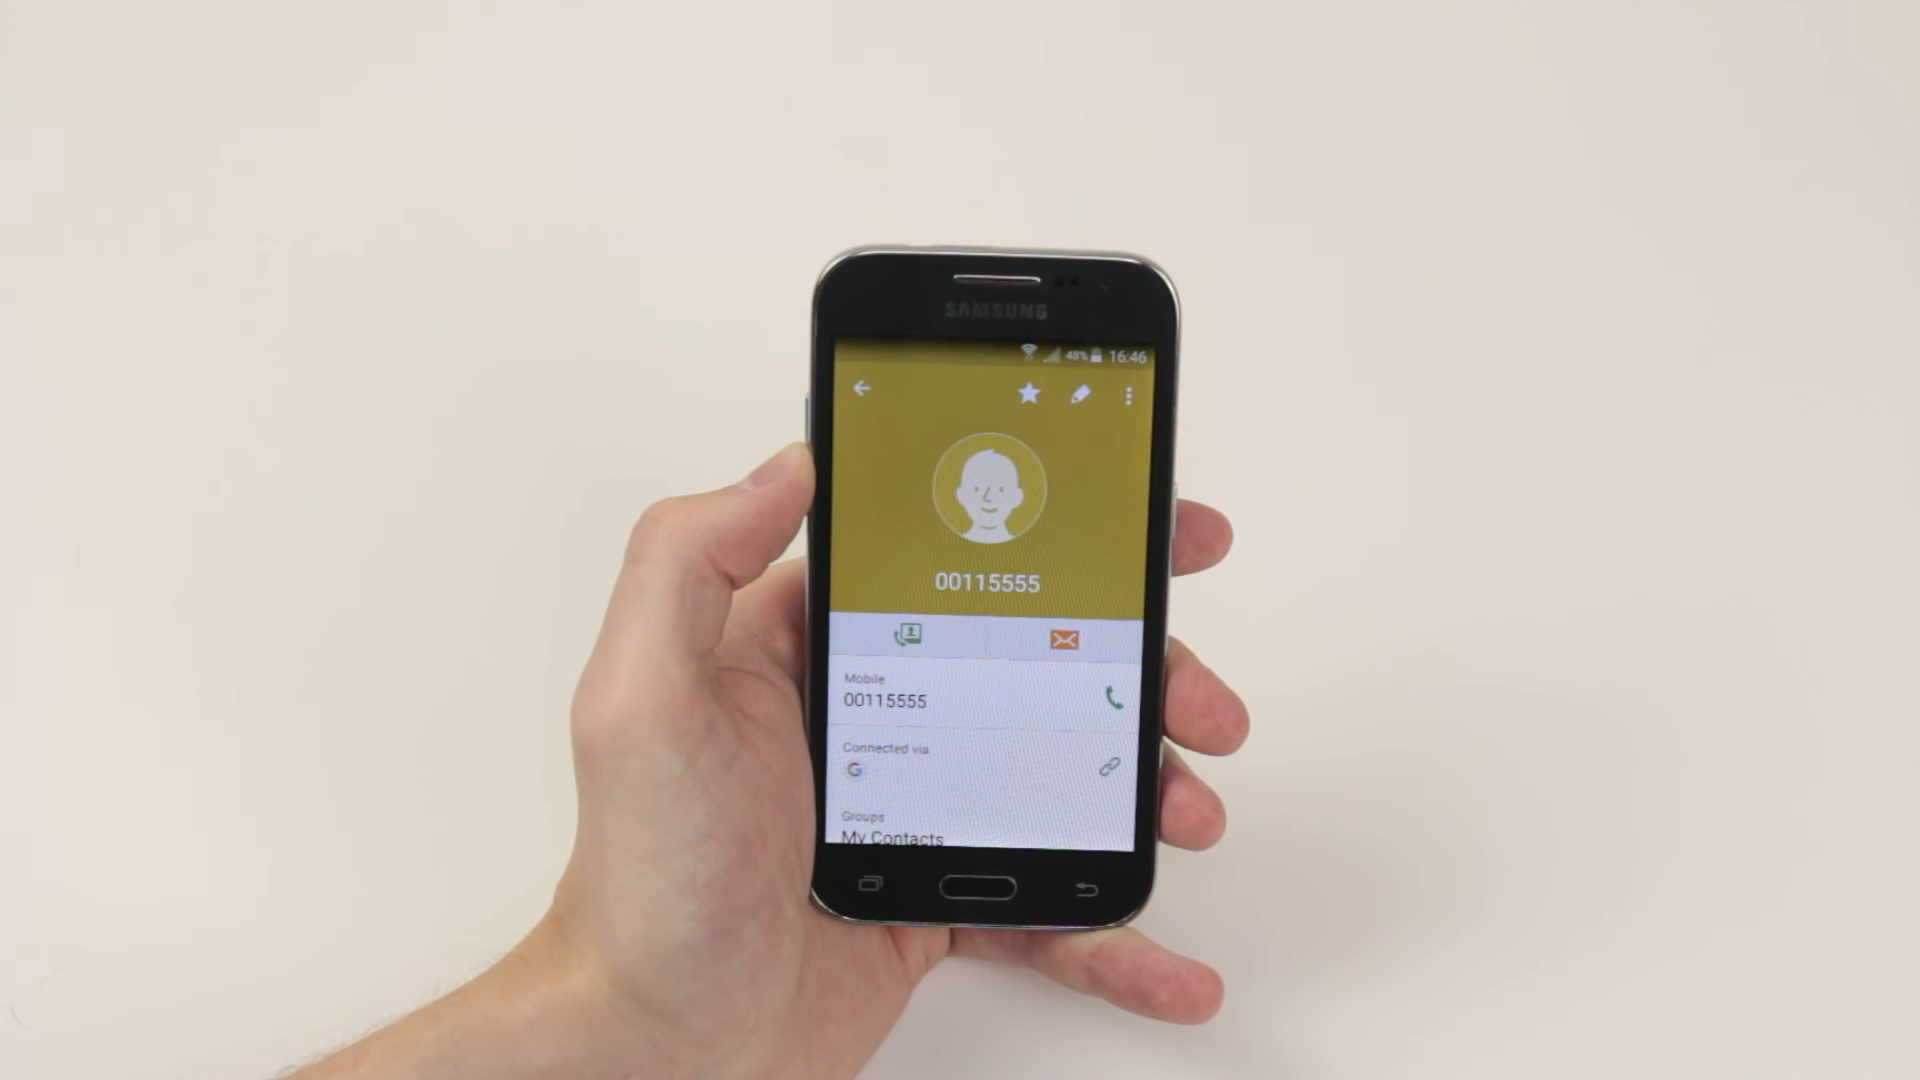 SAMSUNG
48% 16:46
00115555
Mobile
00115555
Connected via
G
Groups
My Contacts